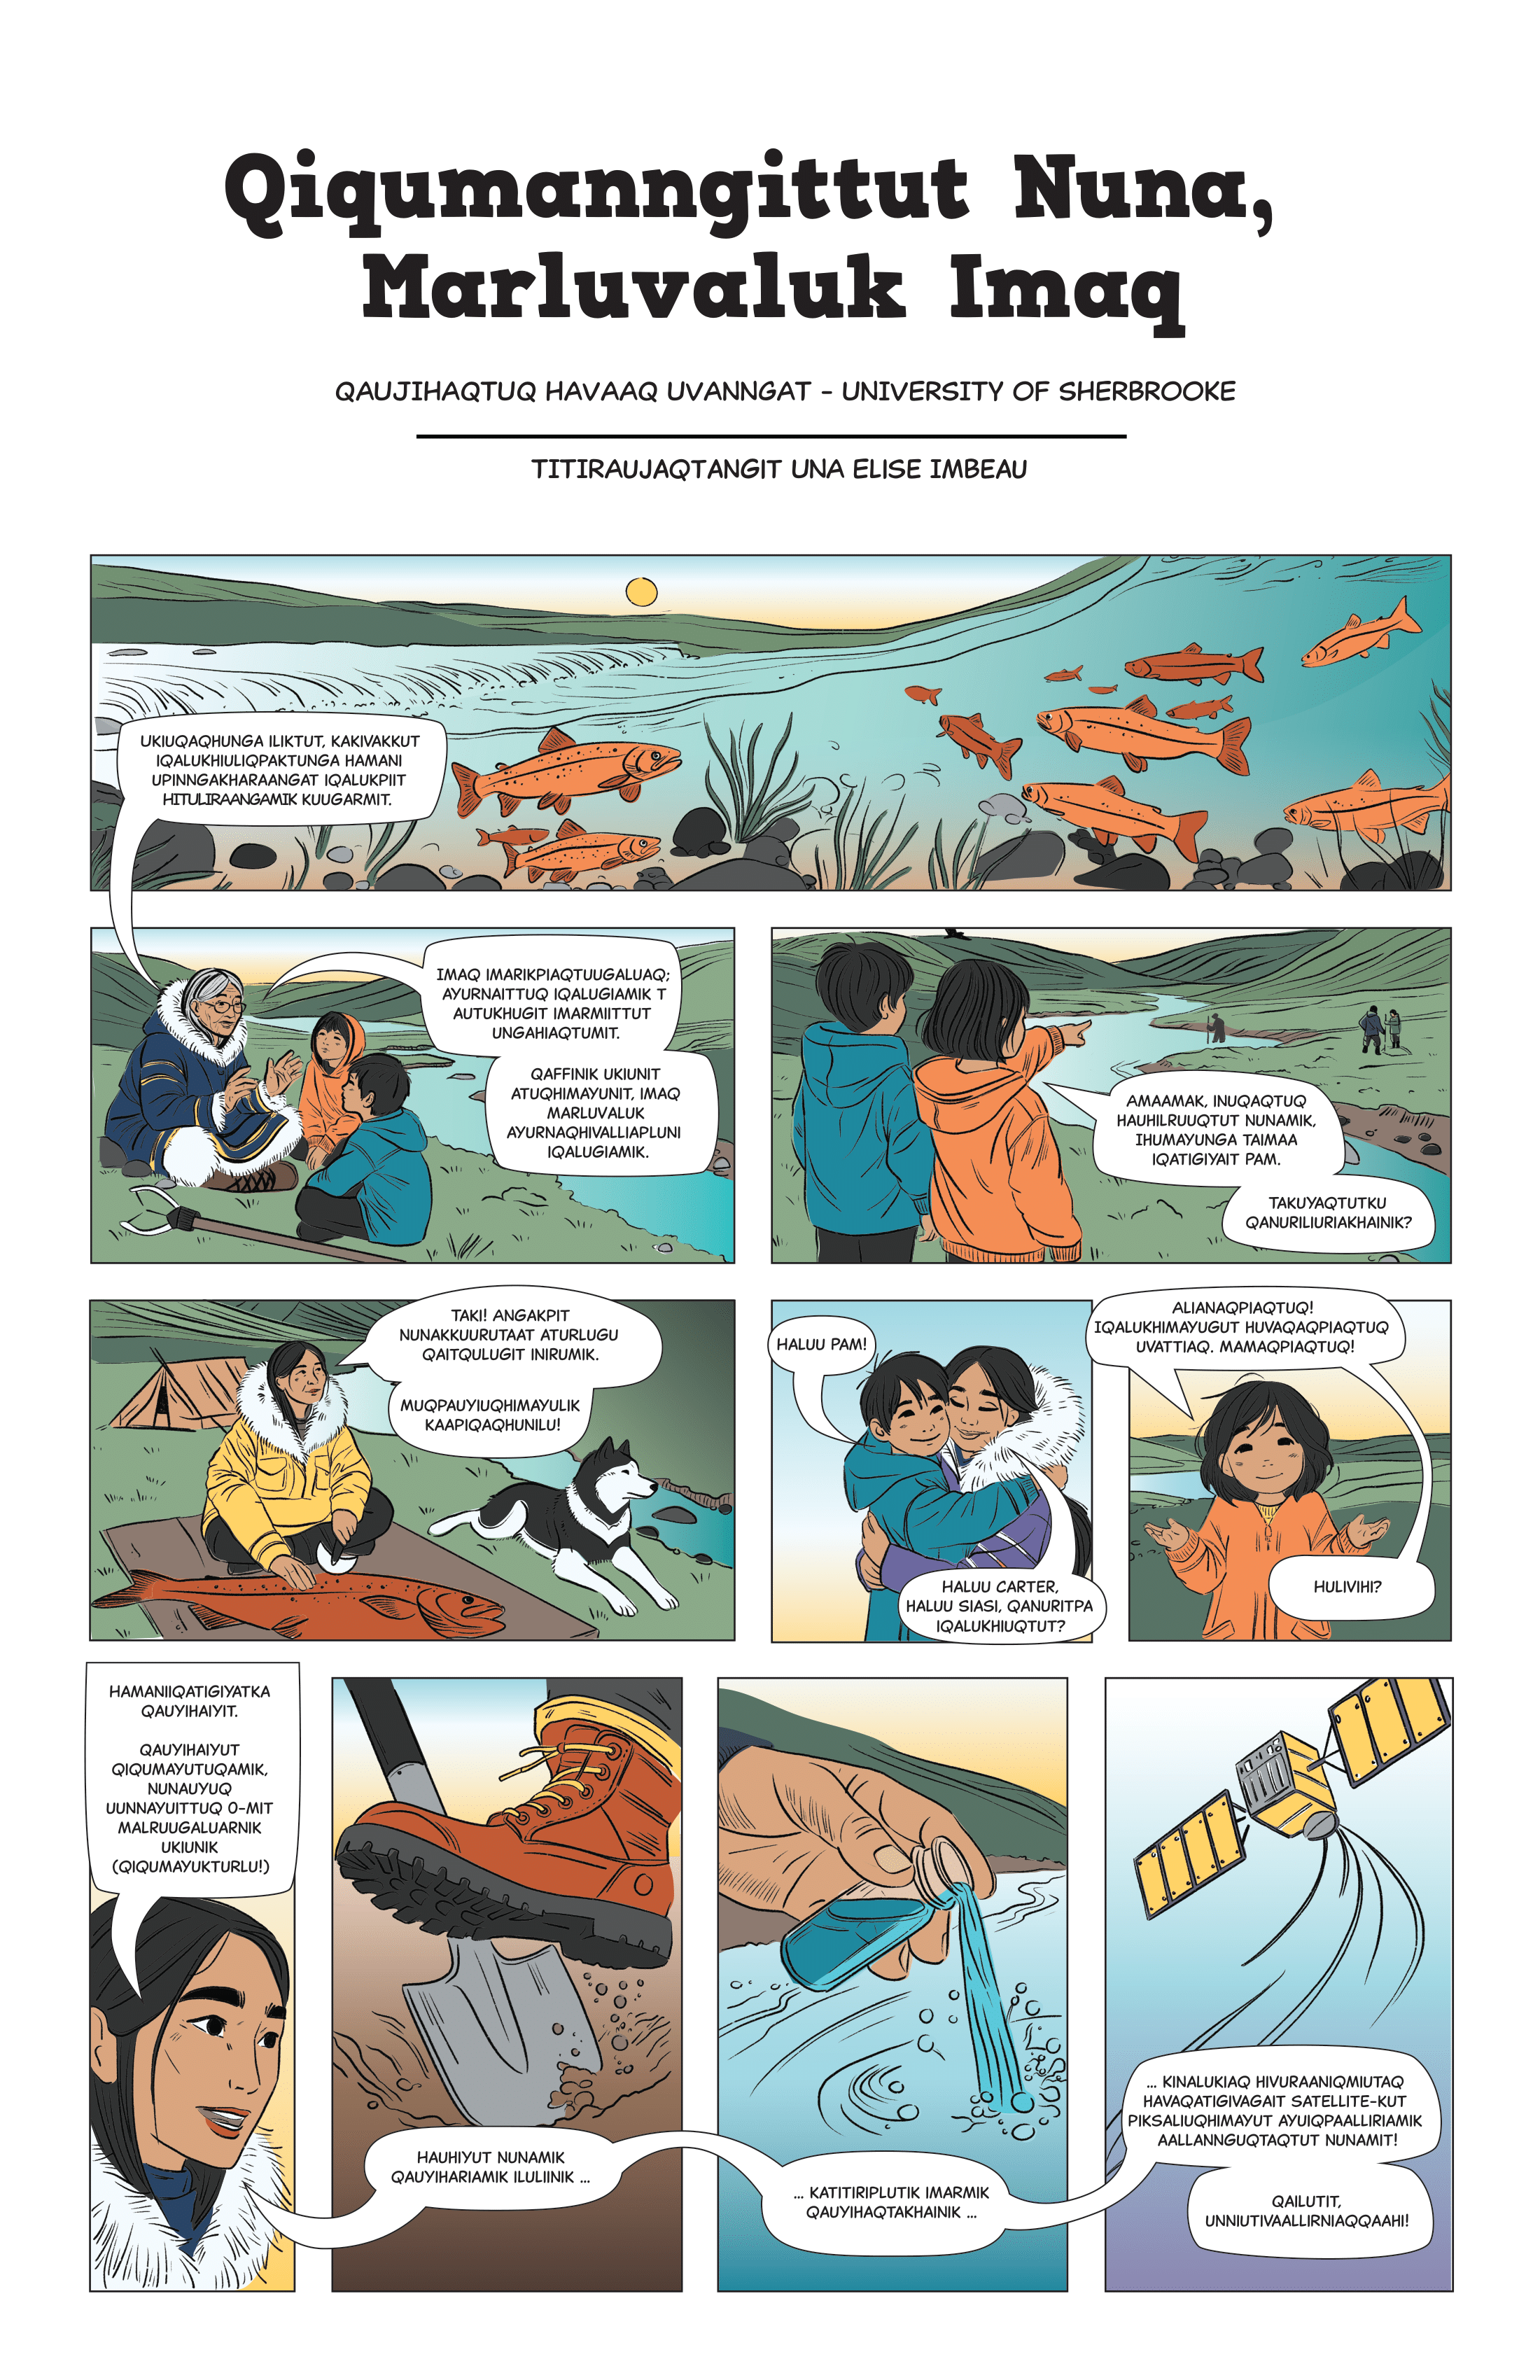 Qiqumanngittut Nuna,
Marluvaluk Imaq
QAUJIHAQTUQ HAVAAQ UVANNGAT - UNIVERSITY OF SHERBROOKE
TITIRAUJAQTANGIT UNA ELISE IMBEAU
UKIUQAQHUNGA ILIKTUT, KAKIVAKKUT
IQALUKHIULIQPAKTUNGA HAMANI
UPINNGAKHARAANGAT IQALUKPIIT
HITULIRAANGAMIK KUUGARMIT.
IMAQ IMARIKPIAQTUUGALUAQ;
AYURNAITTUQ IQALUGIAMIK T
AUTUKHUGIT IMARMIITTUT
UNGAHIAQTUMIT.
QAFFINIK UKIUNIT
ATUQHIMAYUNIT, IMAQ
MARLUVALUK
AYURNAQHIVALLIAPLUNI
IQALUGIAMIK.
AMAAMAK, INUQAQTUQ
HAUHILRUUQTUT NUNAMIK,
IHUMAYUNGA TAIMAA
IQATIGIYAIT PAM.
TAKUYAQTUTKU
QANURILIURIAKHAINIK?
TAKI! ANGAKPIT
NUNAKKUURUTAAT ATURLUGU
QAITQULUGIT INIRUMIK.
MUQPAUYIUQHIMAYULIK
KAAPIQAQHUNILU!
HALUU PAM!
HALUU CARTER,
HALUU SIASI, QANURITPA
IQALUKHIUQTUT?
ALIANAQPIAQTUQ!
IQALUKHIMAYUGUT HUVAQAQPIAQTUQ
UVATTIAQ. MAMAQPIAQTUQ!
HULIVIHI?
HAMANIIQATIGIYATKA
QAUYIHAIYIT.
QAUYIHAIYUT
QIQUMAYUTUQAMIK,
NUNAUYUQ
UUNNAYUITTUQ 0-MIT
MALRUUGALUARNIK
UKIUNIK
(QIQUMAYUKTURLU!)
HAUHIYUT NUNAMIK
QAUYIHARIAMIK ILULIINIK ...
... KATITIRIPLUTIK IMARMIK
QAUYIHAQTAKHAINIK ...
... KINALUKIAQ HIVURAANIQMIUTAQ
HAVAQATIGIVAGAIT SATELLITE-KUT
PIKSALIUQHIMAYUT AYUIQPAALLIRIAMIK
AALLANNGUQTAQTUT NUNAMIT!
QAILUTIT,
UNNIUTIVAALLIRNIAQQAAHI!